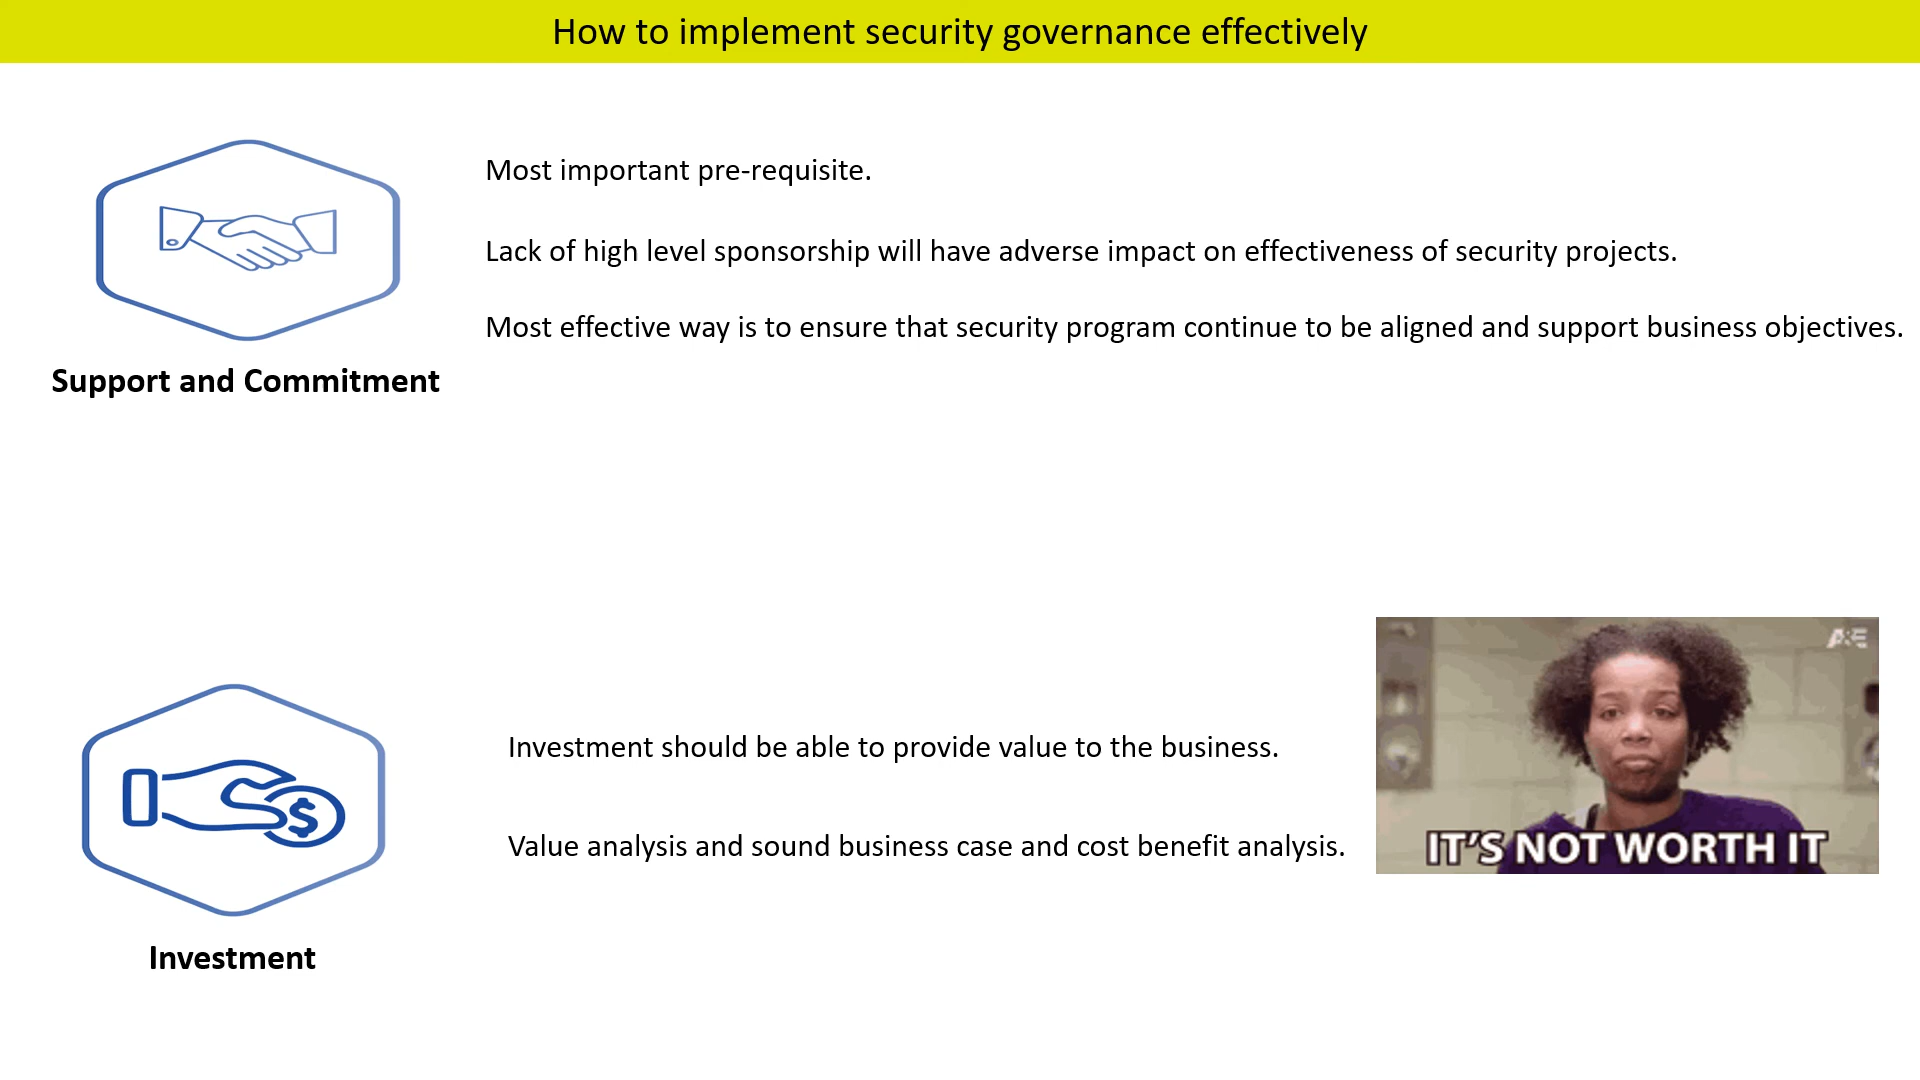 How to implement security governance effectively
Most important pre-requisite.
Lack of high level sponsorship will have adverse impact on effectiveness of security projects.
Most effective way is to ensure that security program continue to be aligned and support business objectives.
Support and Commitment
A&E
Investment should be able to provide value to the business.
$
Value analysis and sound business case and cost benefit analysis.
IT'S NOT WORTH IT
Investment